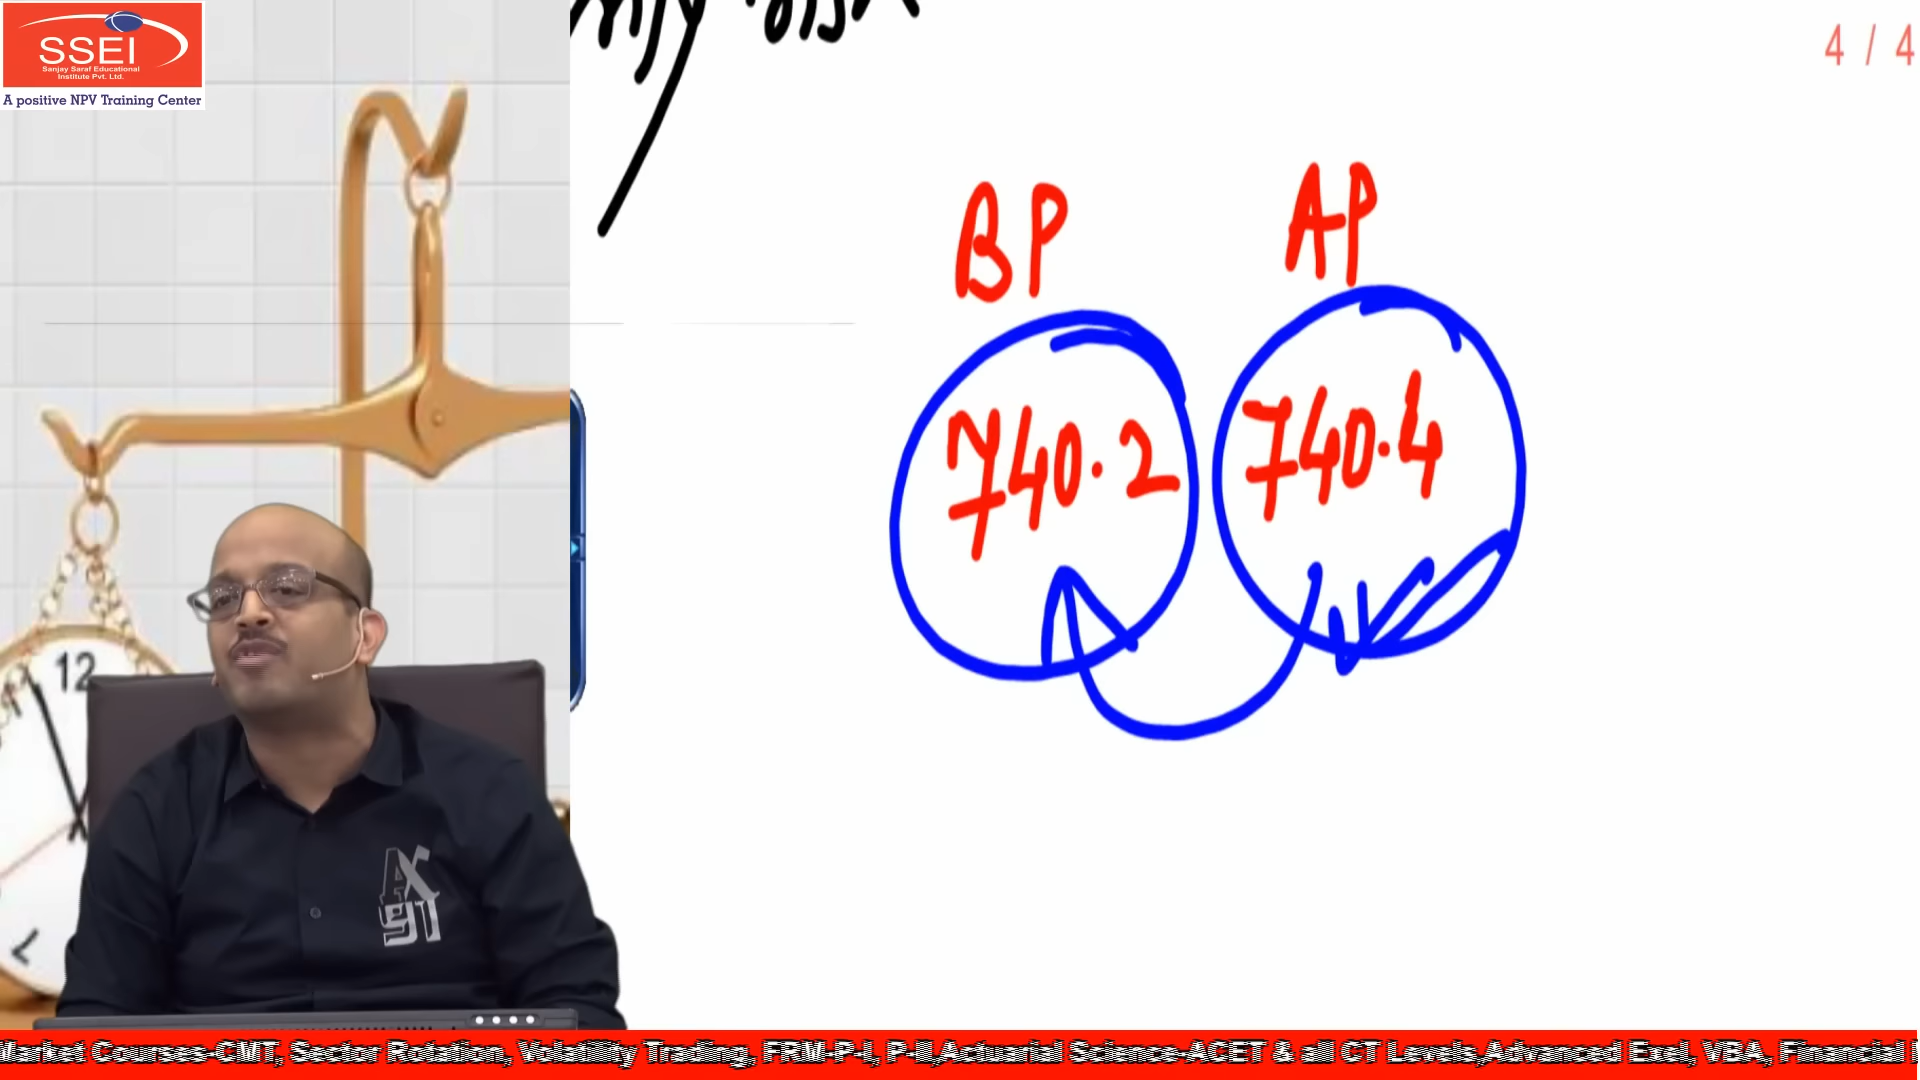 SSEI
Sanjay Saraf Educational
Institute Pvt. Ltd.
A positive NPV Training Center
4 / 4
BP AP
740.2 740.4
12
Market Courses-CMT, Sector Rotation, Volatility Trading, FRM-P-I, P-II,Actuarial Science-ACET & all CT Levels,Advanced Exel, VBA, Financial